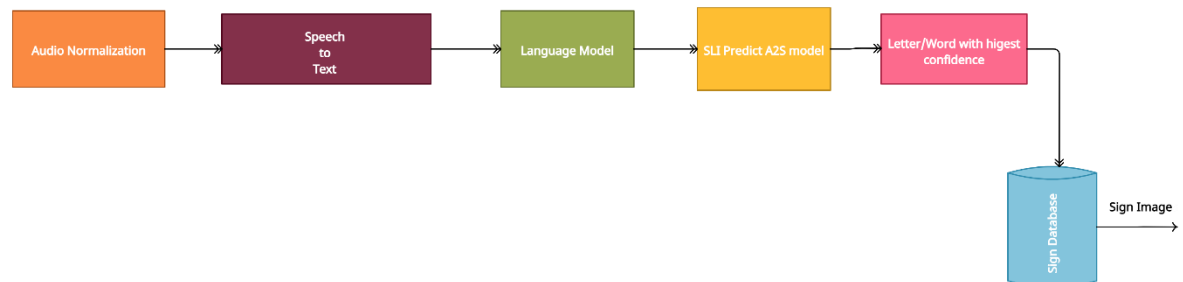 Audio Normalization
Speech
to
Text
Language Model
SLI Predict A2S model
Letter/Word with higest
confidence
Sign Database
Sign Image